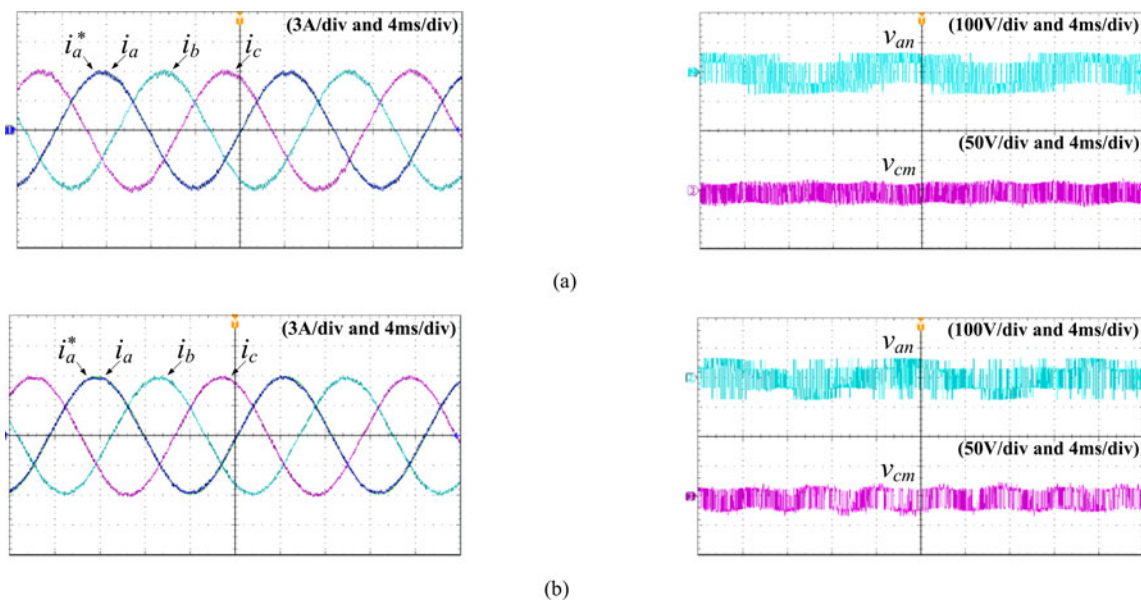 (3A/div and 4ms/div)
i_a^* i_a i_b i_c
(100V/div and 4ms/div)
v_an
(50V/div and 4ms/div)
v_cm
(a)
(3A/div and 4ms/div)
i_a^* i_a i_b i_c
(100V/div and 4ms/div)
v_an
(50V/div and 4ms/div)
v_cm
(b)